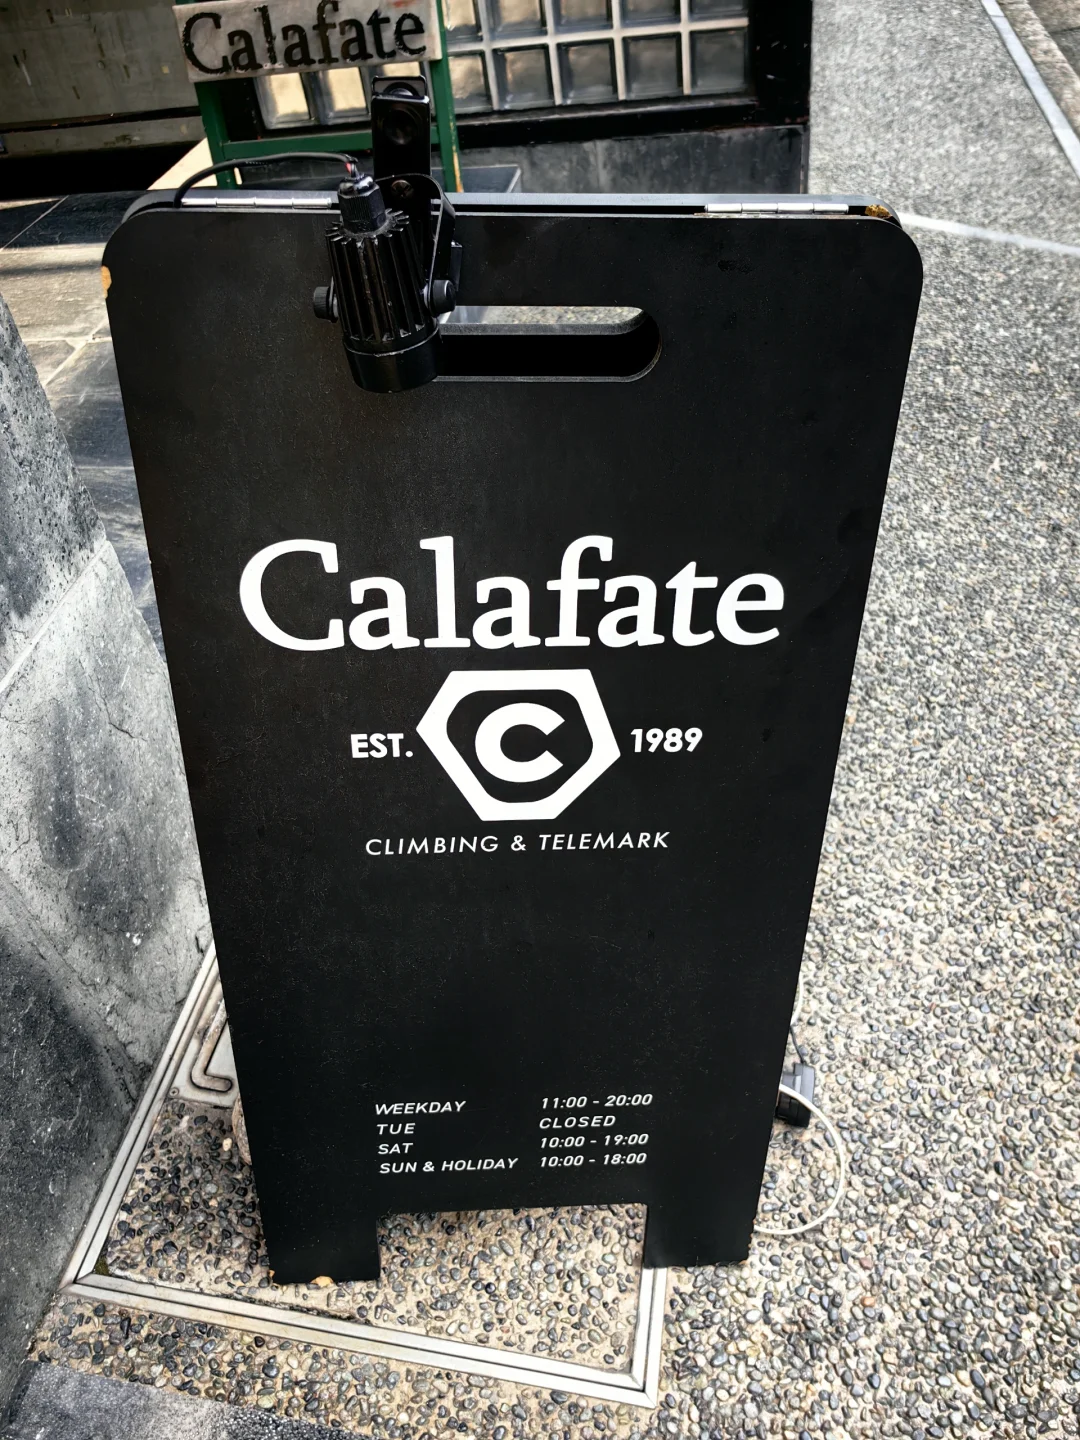 Calafate
Calafate
EST. C 1989
CLIMBING & TELEMARK
WEEKDAY 11:00 - 20:00
TUE CLOSED
SAT 10:00 - 19:00
SUN & HOLIDAY 10:00 - 18:00